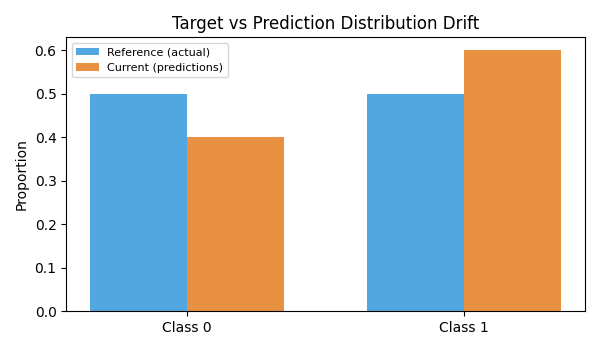 Target vs Prediction Distribution Drift
Reference (actual)
Current (predictions)
Proportion
0.6
0.5
0.4
0.3
0.2
0.1
0.0
Class 0
Class 1